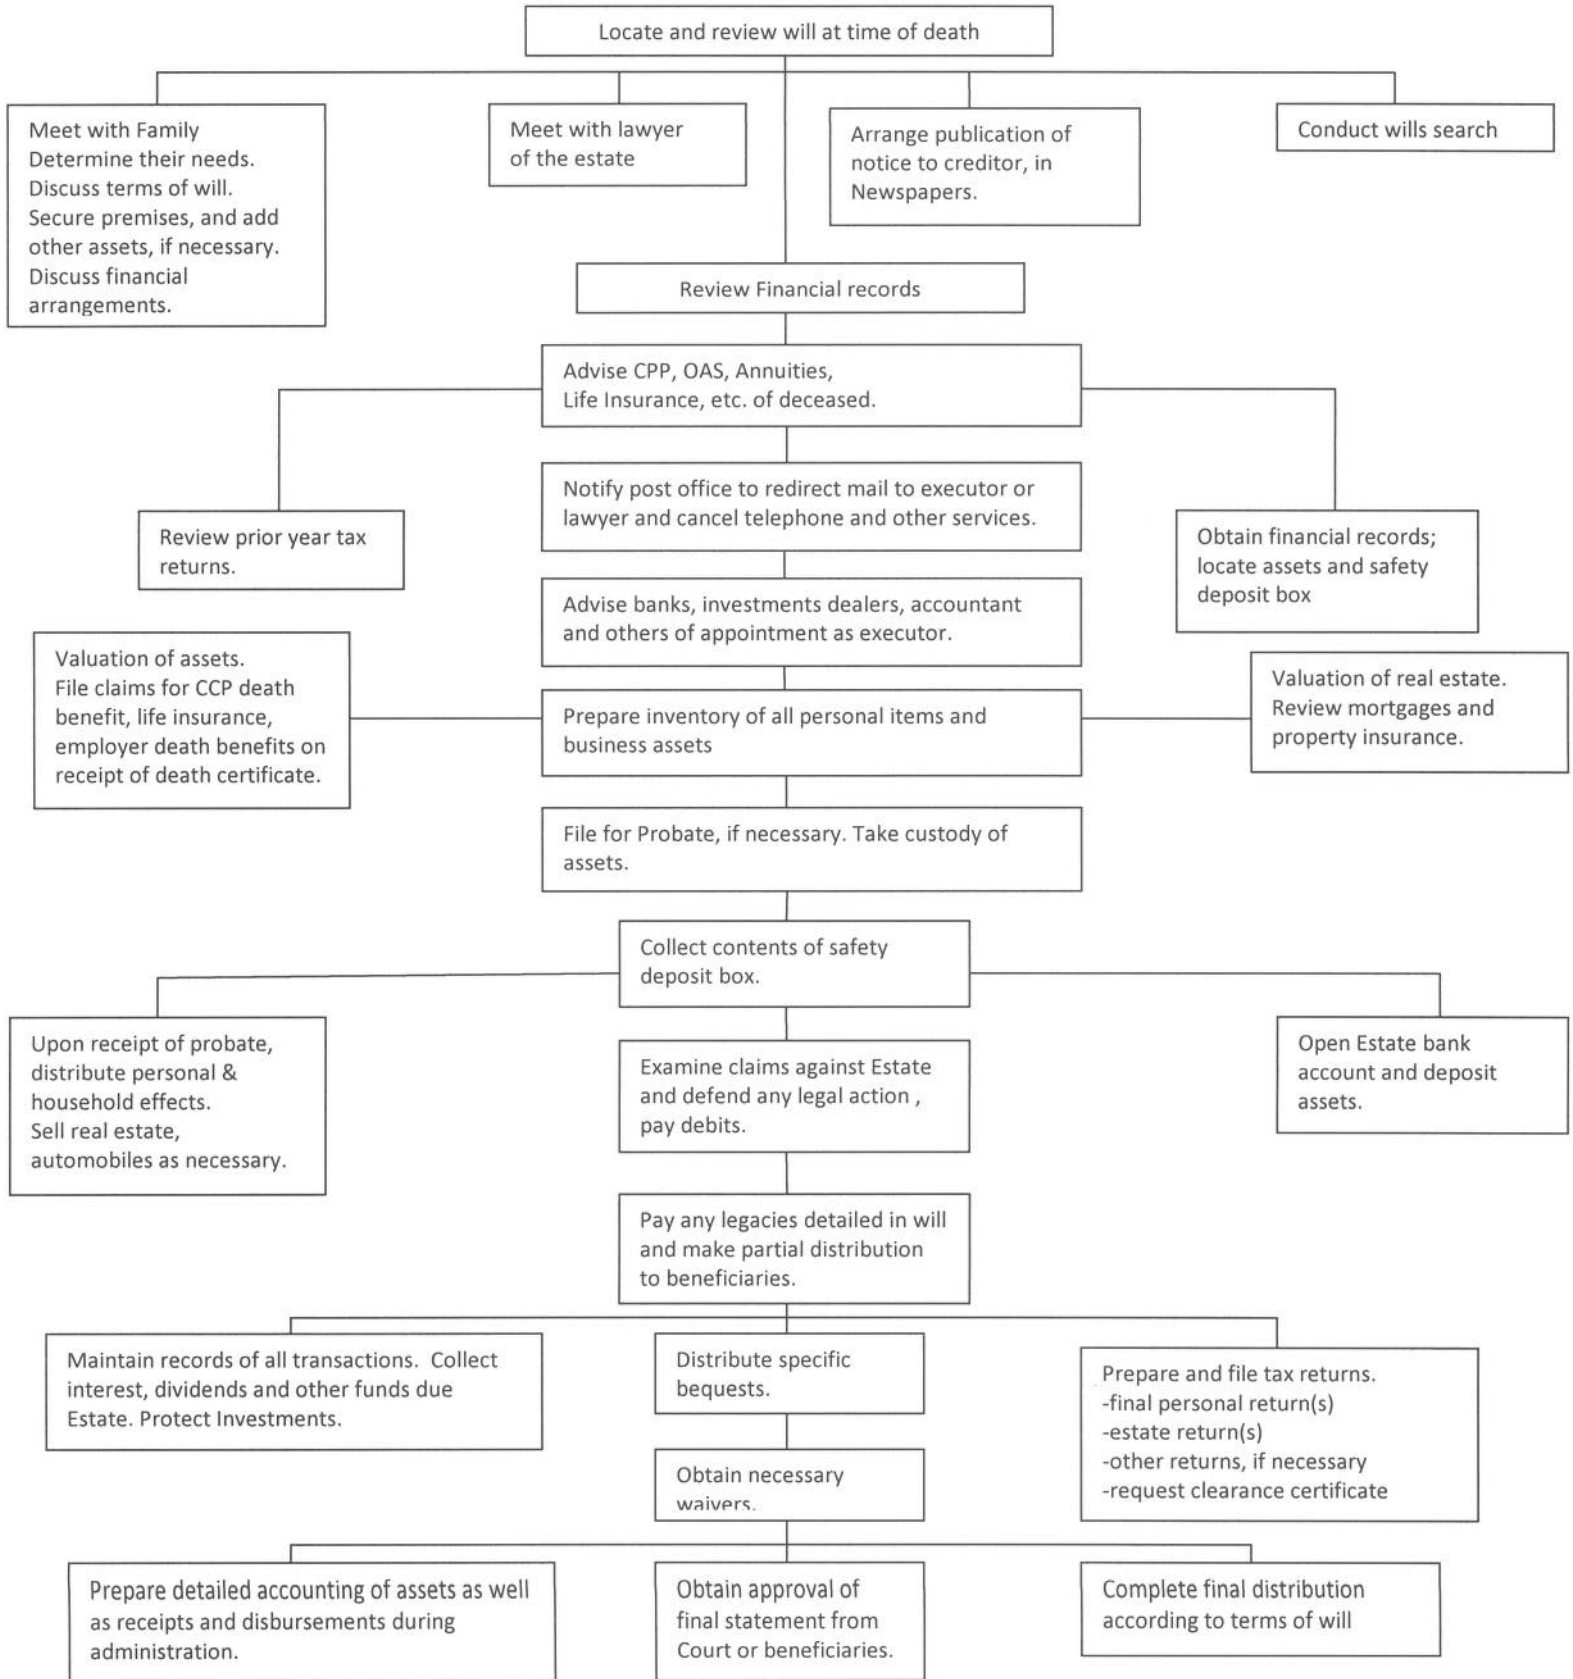 Locate and review will at time of death
Meet with Family
Determine their needs.
Discuss terms of will.
Secure premises, and add
other assets, if necessary.
Discuss financial
arrangements.
Meet with lawyer
of the estate
Arrange publication of
notice to creditor, in
Newspapers.
Conduct wills search
Review Financial records
Advise CPP, OAS, Annuities,
Life Insurance, etc. of deceased.
Notify post office to redirect mail to executor or
lawyer and cancel telephone and other services.
Review prior year tax
returns.
Obtain financial records;
locate assets and safety
deposit box
Advise banks, investments dealers, accountant
and others of appointment as executor.
Valuation of assets.
File claims for CCP death
benefit, life insurance,
employer death benefits on
receipt of death certificate.
Prepare inventory of all personal items and
business assets
Valuation of real estate.
Review mortgages and
property insurance.
File for Probate, if necessary. Take custody of
assets.
Collect contents of safety
deposit box.
Upon receipt of probate,
distribute personal &
household effects.
Sell real estate,
automobiles as necessary.
Examine claims against Estate
and defend any legal action ,
pay debits.
Open Estate bank
account and deposit
assets.
Pay any legacies detailed in will
and make partial distribution
to beneficiaries.
Maintain records of all transactions.  Collect
interest, dividends and other funds due
Estate. Protect Investments.
Distribute specific
bequests.
Prepare and file tax returns.
-final personal return(s)
-estate return(s)
-other returns, if necessary
-request clearance certificate
Obtain necessary
waivers.
Prepare detailed accounting of assets as well
as receipts and disbursements during
administration.
Obtain approval of
final statement from
Court or beneficiaries.
Complete final distribution
according to terms of will